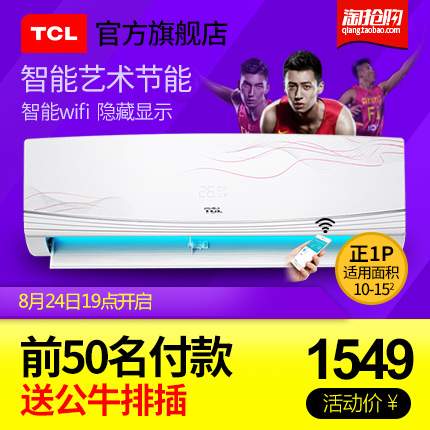 TCL 官方旗舰店
淘抢购
qiang.taobao.com
智能艺术节能
智能wifi 隐藏显示
TCL
正1P
适用面积
10-15²
8月24日19点开启
前50名付款
送公牛排插
1549
活动价¥